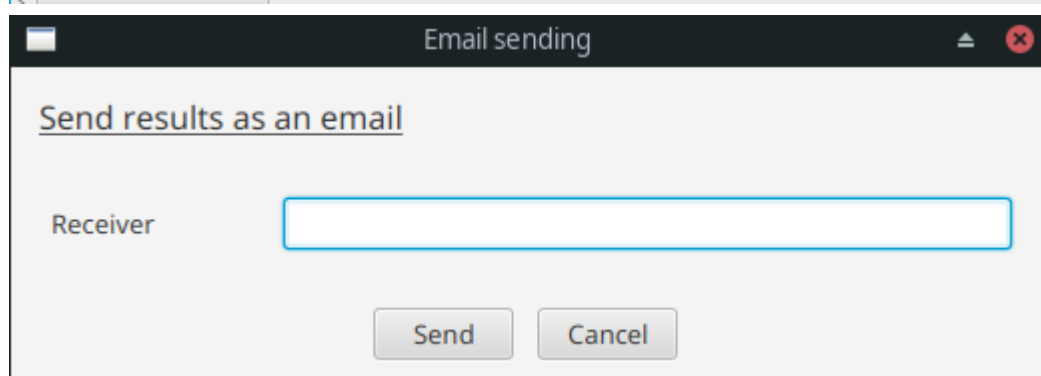 Email sending
Send results as an email
Receiver
Send Cancel